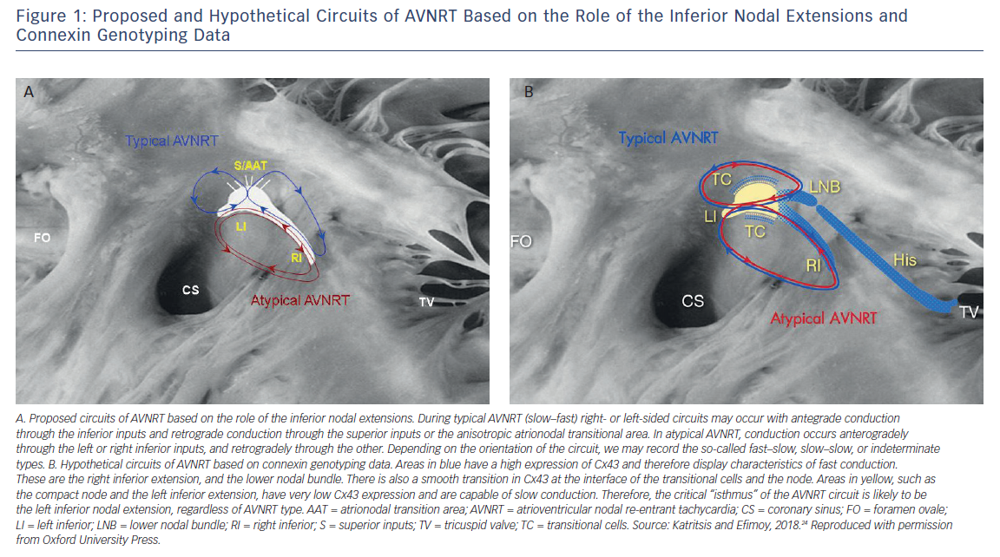 Figure 1: Proposed and Hypothetical Circuits of AVNRT Based on the Role of the Inferior Nodal Extensions and
Connexin Genotyping Data
A
Typical AVNRT
S/AAT
LI
FO
RI
CS
Atypical AVNRT
TV
B
Typical AVNRT
TC
LNB
LI
TC
FO
RI
His
CS
TV
Atypical AVNRT
A. Proposed circuits of AVNRT based on the role of the inferior nodal extensions. During typical AVNRT (slow–fast) right- or left-sided circuits may occur with antegrade conduction
through the inferior inputs and retrograde conduction through the superior inputs or the anisotropic atrionodal transitional area. In atypical AVNRT, conduction occurs anterogradely
through the left or right inferior inputs, and retrogradely through the other. Depending on the orientation of the circuit, we may record the so-called fast–slow, slow–slow, or indeterminate
types. B. Hypothetical circuits of AVNRT based on connexin genotyping data. Areas in blue have a high expression of Cx43 and therefore display characteristics of fast conduction.
These are the right inferior extension, and the lower nodal bundle. There is also a smooth transition in Cx43 at the interface of the transitional cells and the node. Areas in yellow, such as
the compact node and the left inferior extension, have very low Cx43 expression and are capable of slow conduction. Therefore, the critical “isthmus” of the AVNRT circuit is likely to be
the left inferior nodal extension, regardless of AVNRT type. AAT = atrionodal transition area; AVNRT = atrioventricular nodal re-entrant tachycardia; CS = coronary sinus; FO = foramen ovale;
LI = left inferior; LNB = lower nodal bundle; RI = right inferior; S = superior inputs; TV = tricuspid valve; TC = transitional cells. Source: Katritsis and Efimoy, 2018.²⁴ Reproduced with permission
from Oxford University Press.